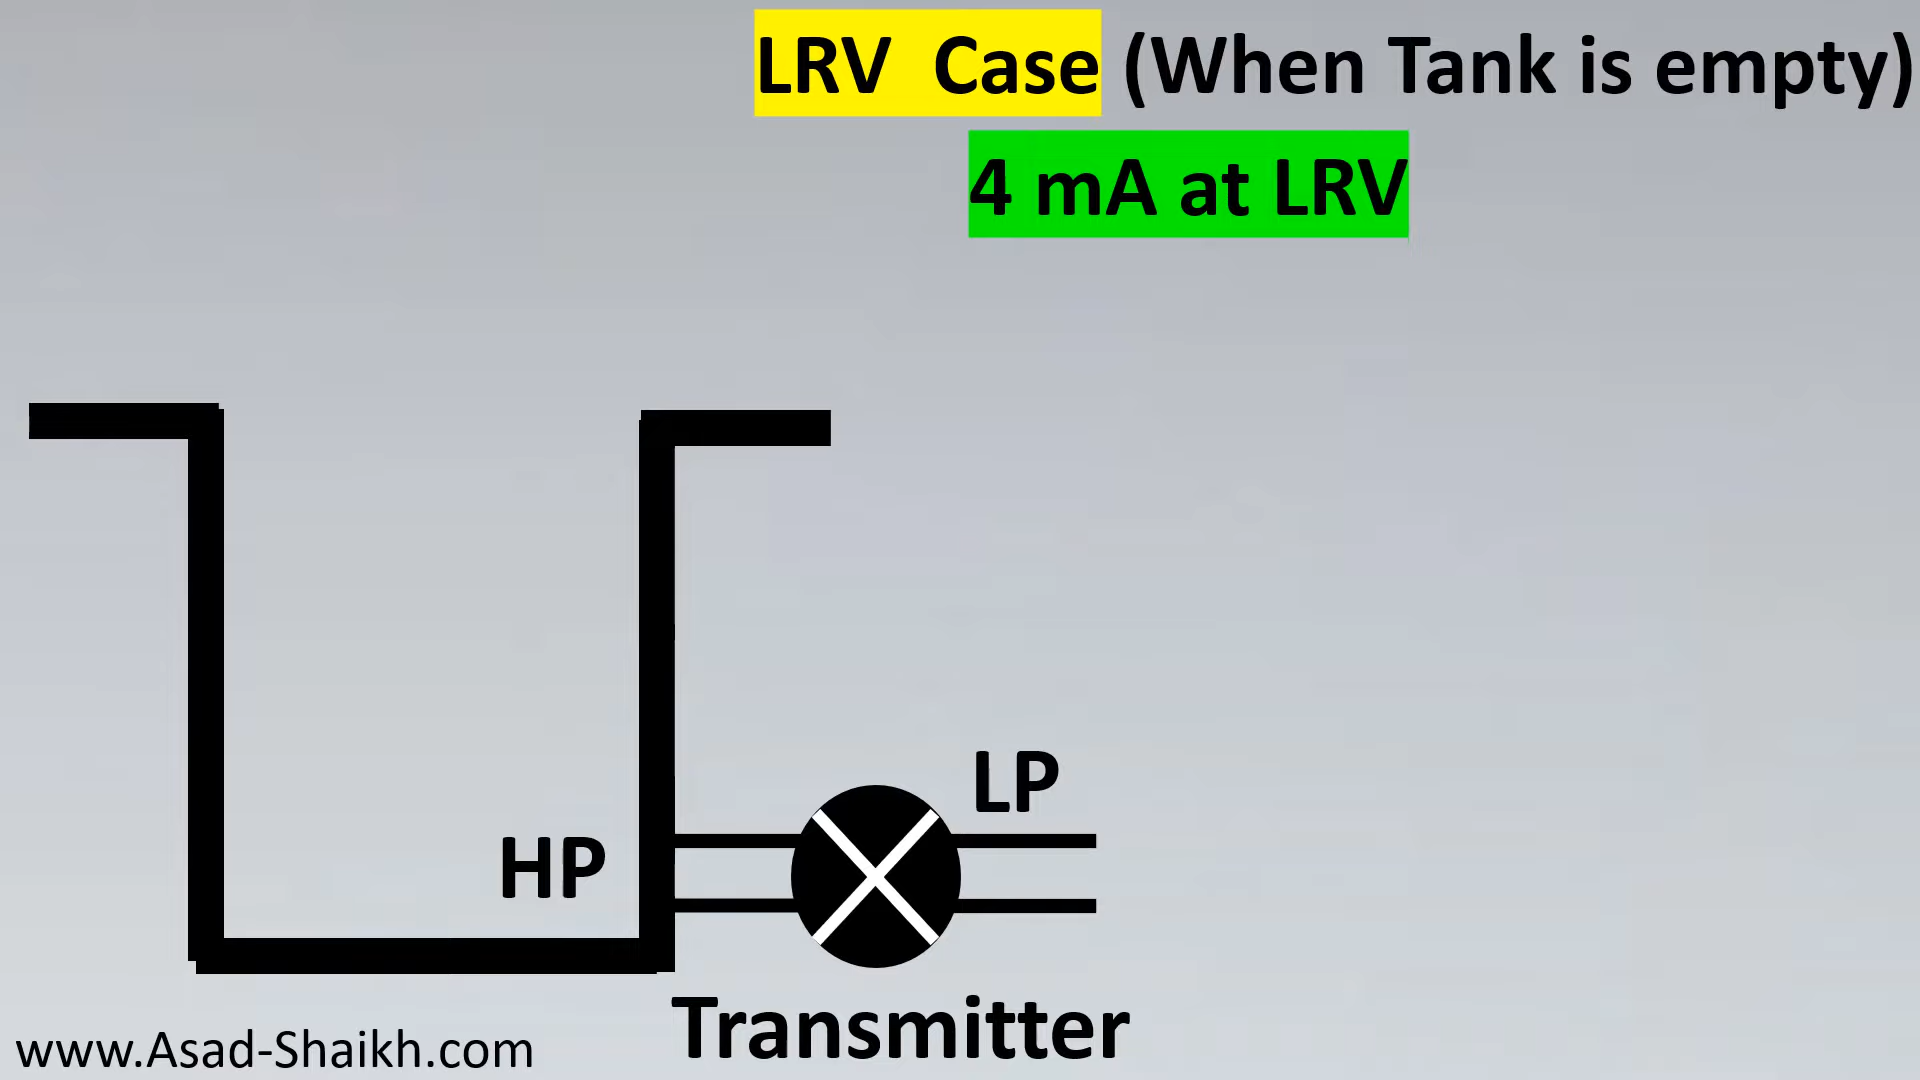 LRV  Case (When Tank is empty)
4 mA at LRV
LP
HP
Transmitter
www.Asad-Shaikh.com